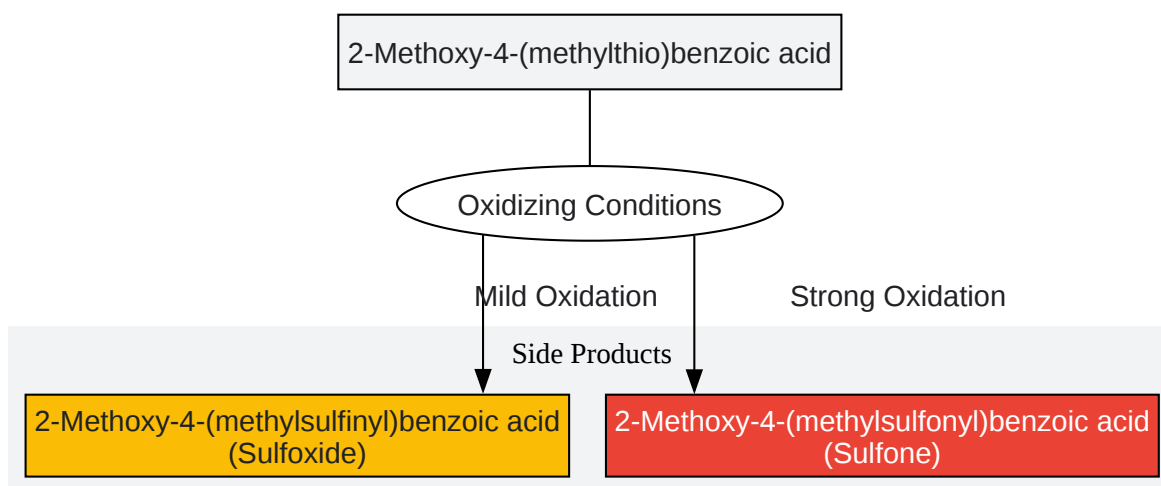 2-Methoxy-4-(methylthio)benzoic acid
Oxidizing Conditions
Mild Oxidation
Strong Oxidation
Side Products
2-Methoxy-4-(methylsulfinyl)benzoic acid
(Sulfoxide)
2-Methoxy-4-(methylsulfonyl)benzoic acid
(Sulfone)